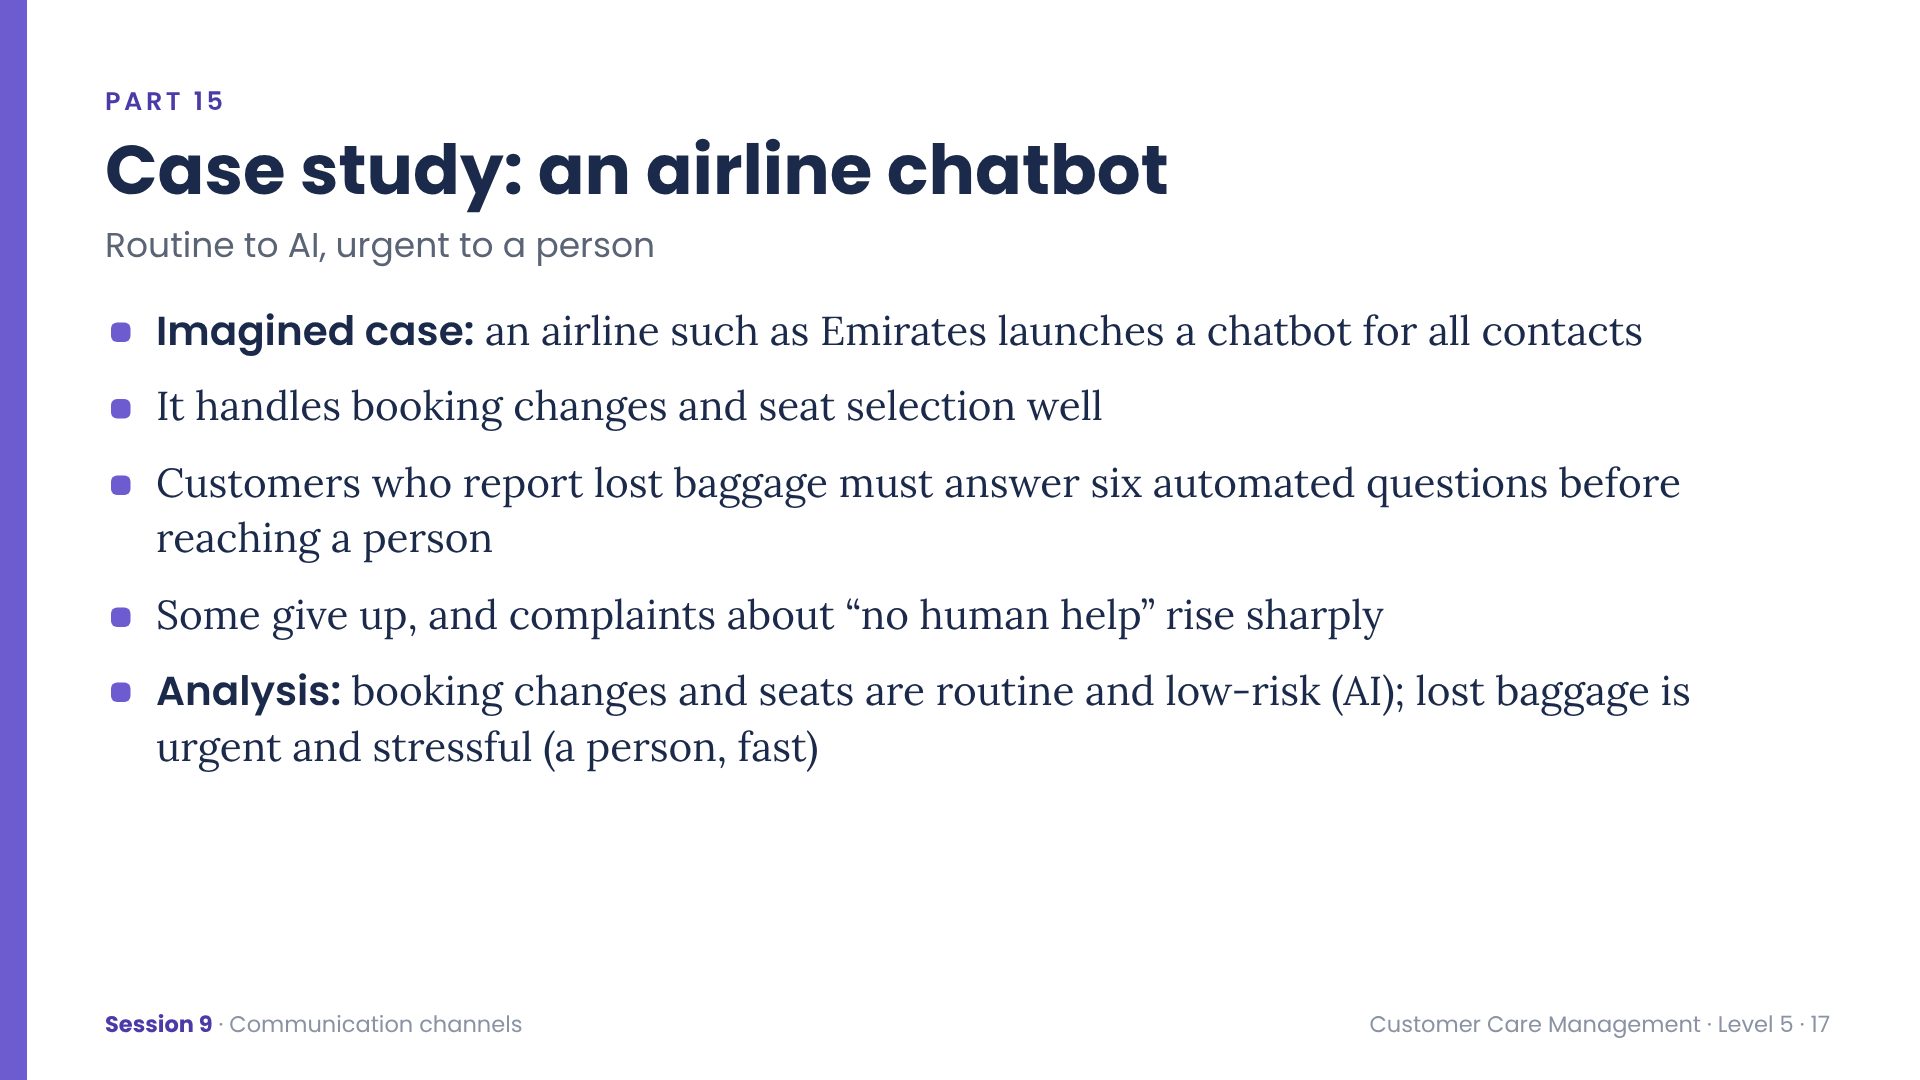 PART 15
Case study: an airline chatbot
Routine to AI, urgent to a person
Imagined case: an airline such as Emirates launches a chatbot for all contacts
It handles booking changes and seat selection well
Customers who report lost baggage must answer six automated questions before
reaching a person
Some give up, and complaints about “no human help” rise sharply
Analysis: booking changes and seats are routine and low-risk (AI); lost baggage is
urgent and stressful (a person, fast)
Session 9 · Communication channels
Customer Care Management · Level 5 · 17